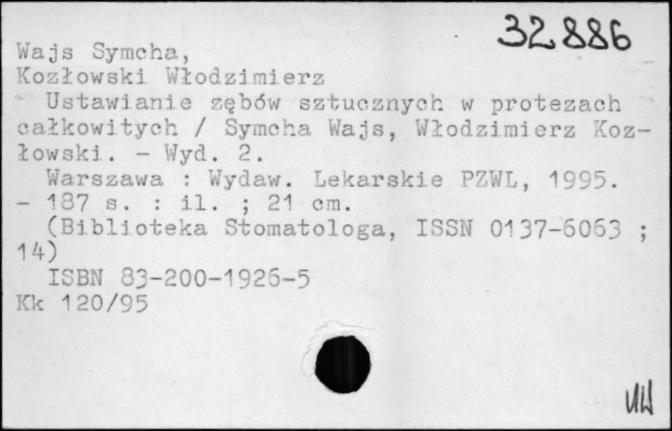 32886
Wajs Symcha,
Kozłowski Włodzimierz
Ustawianie zębów sztucznych w protezach
całkowitych / Symcha Wajs, Włodzimierz Koz-
łowski. - Wyd. 2.
Warszawa : Wydaw. Lekarskie PZWL, 1995.
- 187 s. : il. ; 21 cm.
(Biblioteka Stomatologa, ISSN 0137-6063 ;
14)
ISBN 83-200-1926-5
Kk 120/95